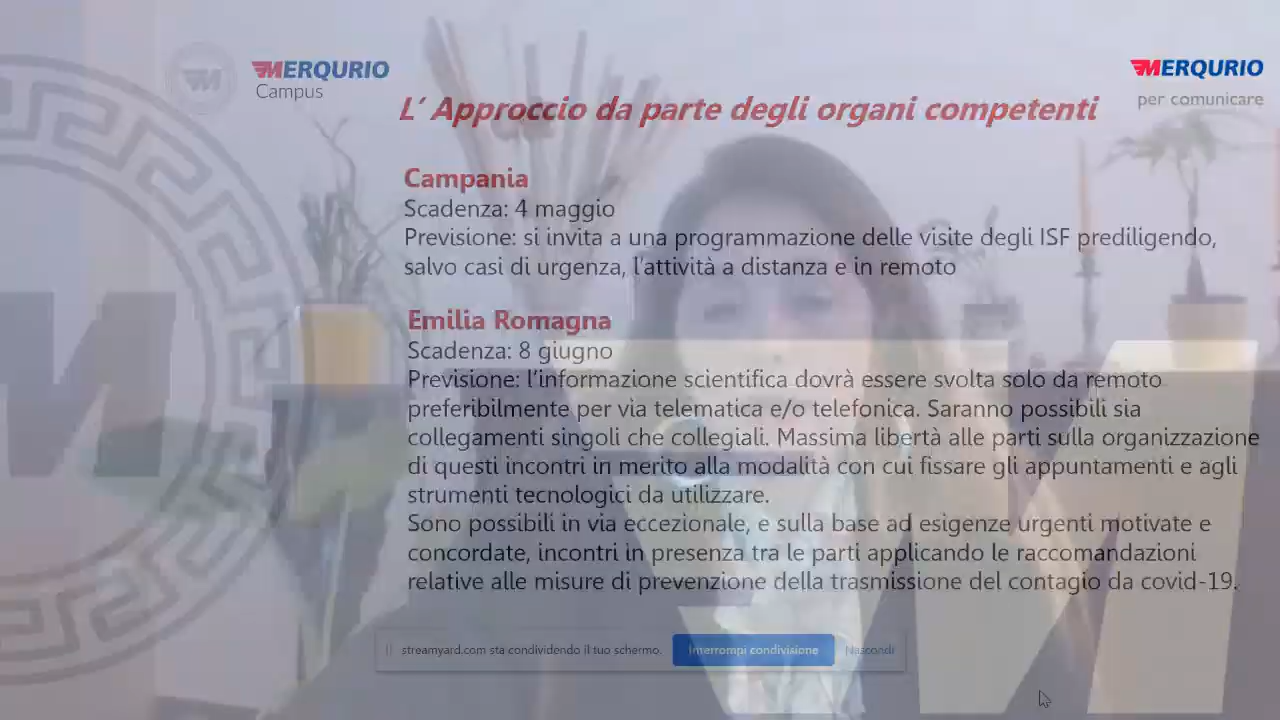 MERQURIO
Campus
MERQURIO
per comunicare
L' Approccio da parte degli organi competenti
Campania
Scadenza: 4 maggio
Previsione: si invita a una programmazione delle visite degli ISF prediligendo,
salvo casi di urgenza, l'attività a distanza e in remoto
Emilia Romagna
Scadenza: 8 giugno
Previsione: l'informazione scientifica dovrà essere svolta solo da remoto
preferibilmente per via telematica e/o telefonica. Saranno possibili sia
collegamenti singoli che collegiali. Massima libertà alle parti sulla organizzazione
di questi incontri in merito alla modalità con cui fissare gli appuntamenti e agli
strumenti tecnologici da utilizzare.
Sono possibili in via eccezionale, e sulla base ad esigenze urgenti motivate e
concordate, incontri in presenza tra le parti applicando le raccomandazioni
relative alle misure di prevenzione della trasmissione del contagio da covid-19.
streamyard.com sta condividendo il tuo schermo.
Interrompi condivisione
Nascondi